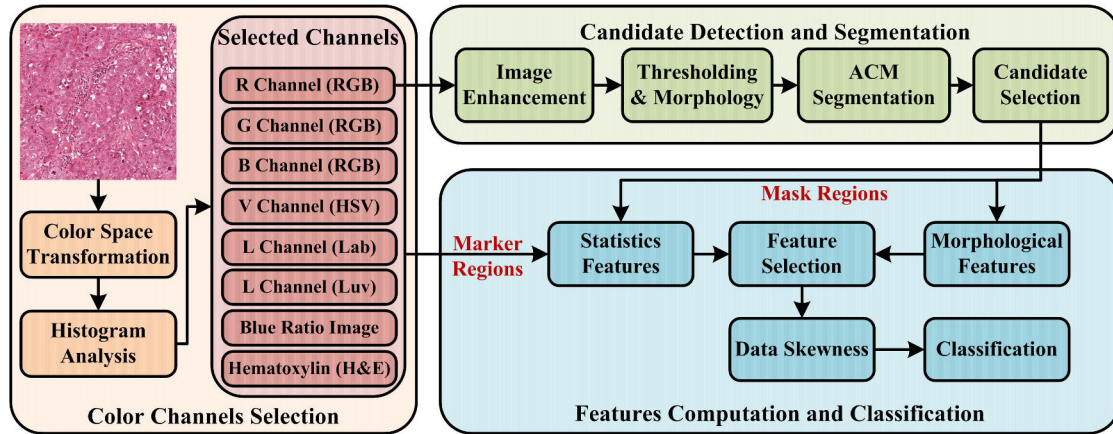 Selected Channels
R Channel (RGB)
G Channel (RGB)
B Channel (RGB)
V Channel (HSV)
L Channel (Lab)
L Channel (Luv)
Blue Ratio Image
Hematoxylin (H&E)
Color Space
Transformation
Histogram
Analysis
Color Channels Selection
Candidate Detection and Segmentation
Image
Enhancement
Thresholding
& Morphology
ACM
Segmentation
Candidate
Selection
Mask Regions
Marker
Regions
Statistics
Features
Feature
Selection
Morphological
Features
Data Skewness
Classification
Features Computation and Classification